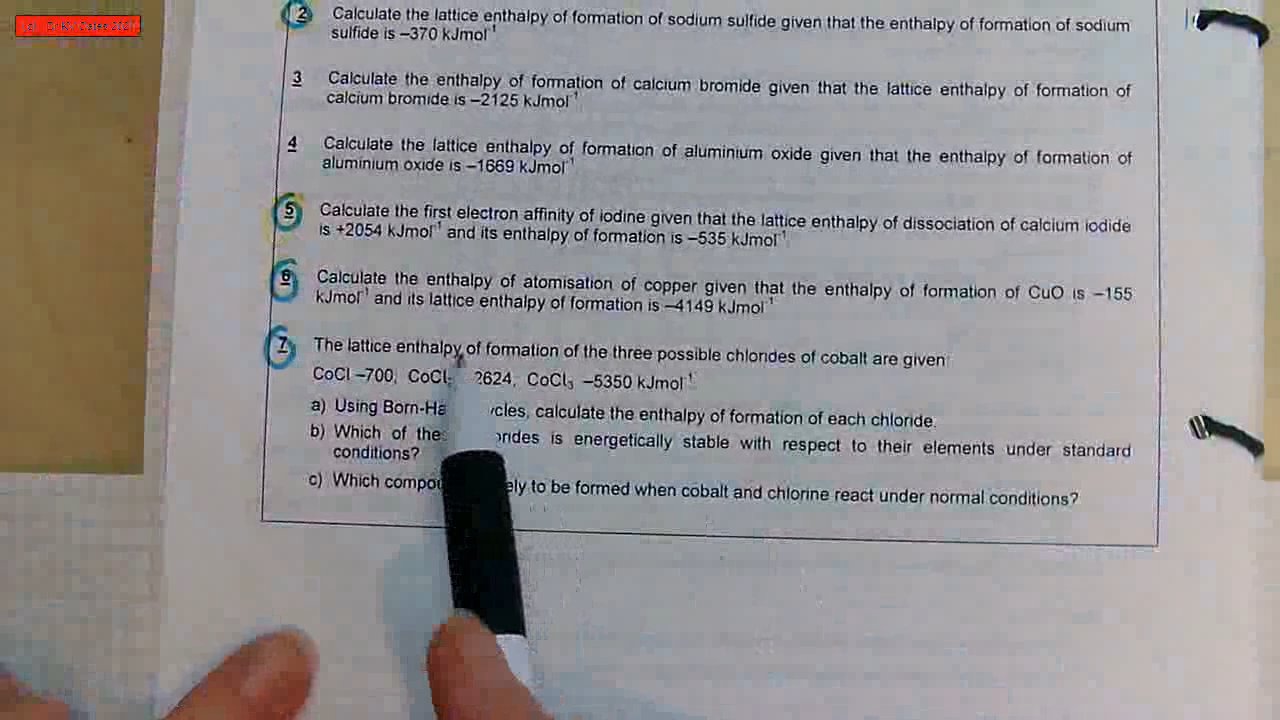 2 Calculate the lattice enthalpy of formation of sodium sulfide given that the enthalpy of formation of sodium
sulfide is –370 kJmol⁻¹
3 Calculate the enthalpy of formation of calcium bromide given that the lattice enthalpy of formation of
calcium bromide is –2125 kJmol⁻¹
4 Calculate the lattice enthalpy of formation of aluminium oxide given that the enthalpy of formation of
aluminium oxide is –1669 kJmol⁻¹
5 Calculate the first electron affinity of iodine given that the lattice enthalpy of dissociation of calcium iodide
is +2054 kJmol⁻¹ and its enthalpy of formation is –535 kJmol⁻¹
6 Calculate the enthalpy of atomisation of copper given that the enthalpy of formation of CuO is –155
kJmol⁻¹ and its lattice enthalpy of formation is –4149 kJmol⁻¹
7 The lattice enthalpy of formation of the three possible chlorides of cobalt are given
CoCl –700, CoCl 2624, CoCl₃ –5350 kJmol⁻¹
a) Using calculate the enthalpy of formation of each chloride.
b) Which of is energetically stable with respect to their elements under standard
conditions?
c) Which to be formed when cobalt and chlorine react under normal conditions?